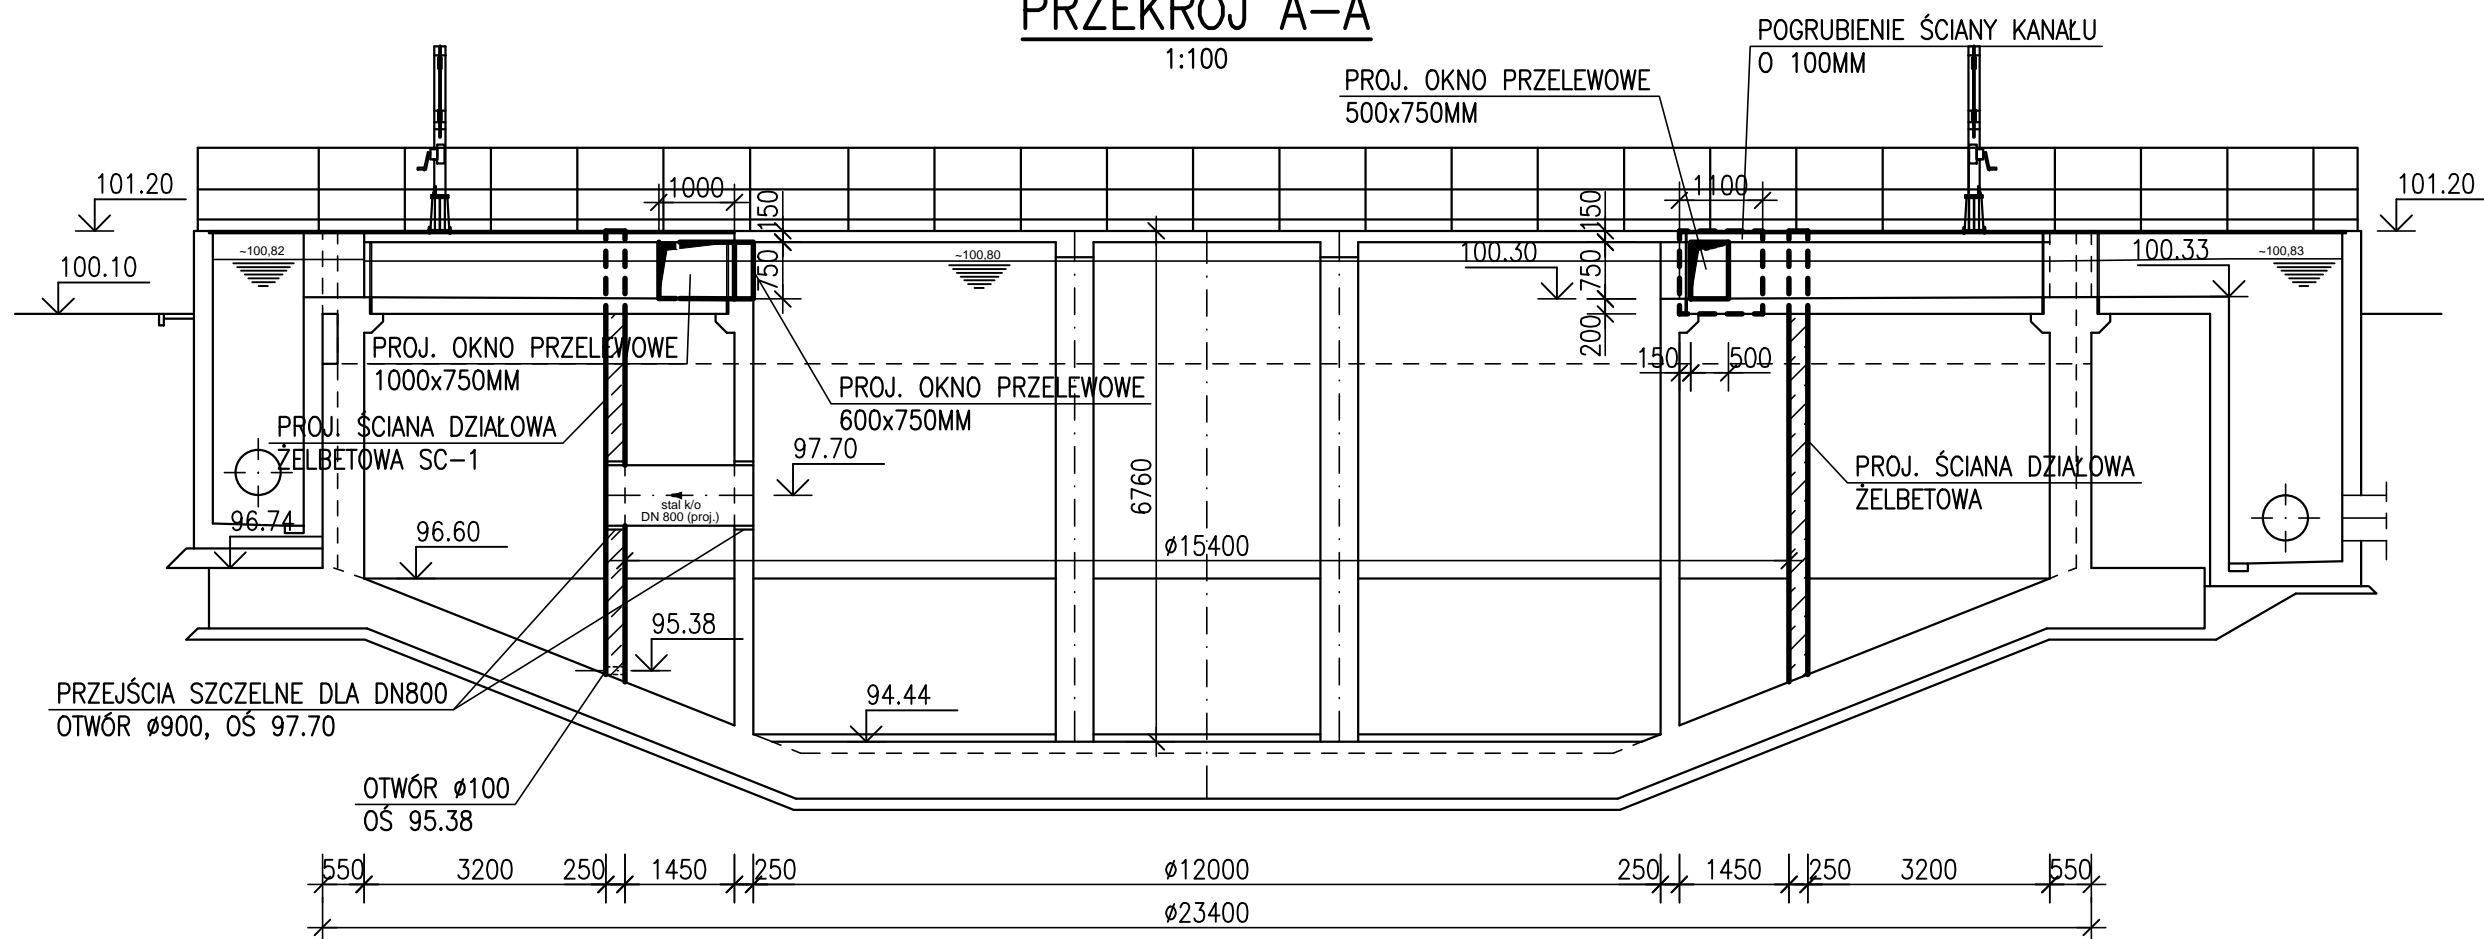 PRZEKRÓJ A-A
1:100
POGRUBIENIE ŚCIANY KANAŁU
O 100MM
PROJ. OKNO PRZELEWOWE
500x750MM
101.20
1000
150
1100
150
101.20
~100,82
100.10
750
~100,80
100.30
750
100.33
~100,83
200
150
500
PROJ. OKNO PRZELEWOWE
1000x750MM
PROJ. OKNO PRZELEWOWE
600x750MM
PROJ. ŚCIANA DZIAŁOWA
ŻELBETOWA SC-1
97.70
6760
PROJ. ŚCIANA DZIAŁOWA
ŻELBETOWA
stal k/o
DN 800 (proj.)
96.74
96.60
ø15400
95.38
PRZEJŚCIA SZCZELNE DLA DN800
OTWÓR ø900, OŚ 97.70
94.44
OTWÓR ø100
OŚ 95.38
550 3200 250 1450 250 ø12000 250 1450 250 3200 550
ø23400